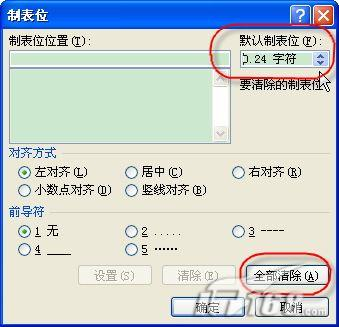 制表位
制表位位置(T):
默认制表位(F):
0.24 字符
要清除的制表位
对齐方式
左对齐(L)
居中(C)
右对齐(R)
小数点对齐(D)
竖线对齐(B)
前导符
1 无
2 .....
3 ----
4 ____
5 ······
设置(S)
清除(E)
全部清除(A)
确定
取消